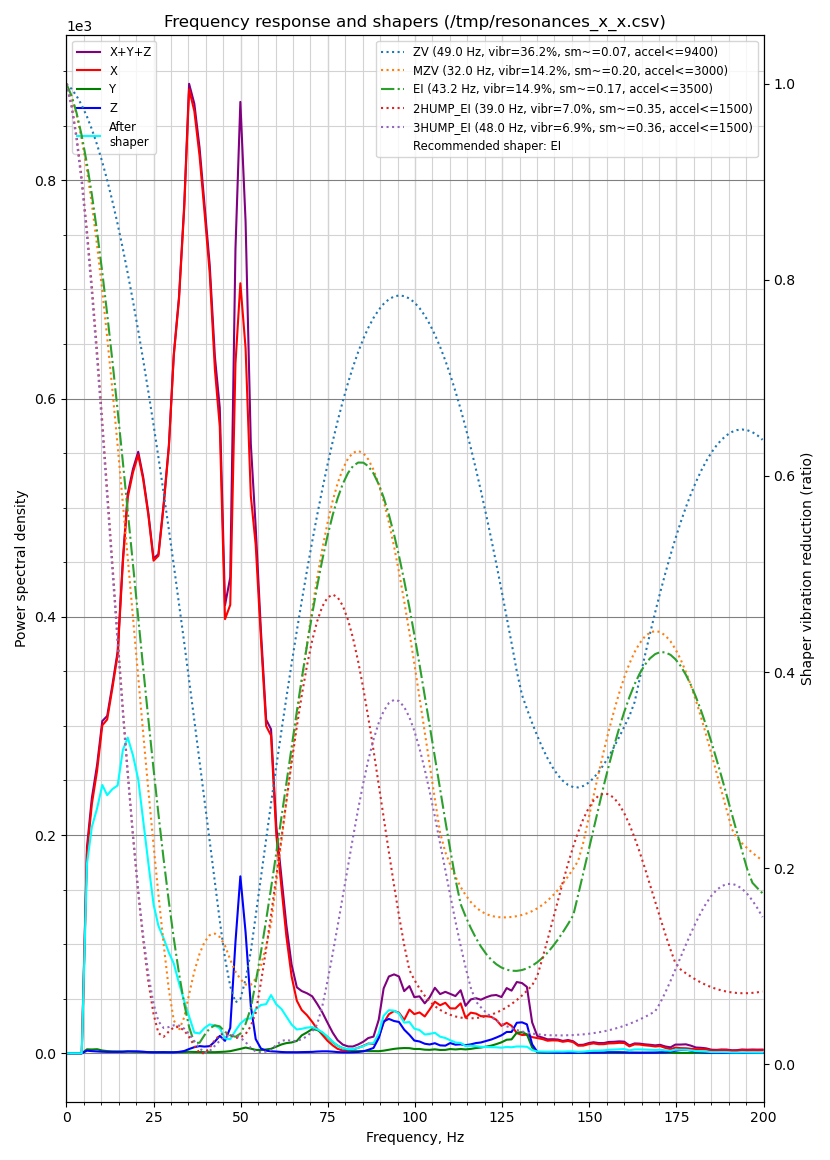 Frequency response and shapers (/tmp/resonances_x_x.csv)
1e3
X+Y+Z
X
Y
Z
After
shaper
ZV (49.0 Hz, vibr=36.2%, sm~=0.07, accel<=9400)
MZV (32.0 Hz, vibr=14.2%, sm~=0.20, accel<=3000)
EI (43.2 Hz, vibr=14.9%, sm~=0.17, accel<=3500)
2HUMP_EI (39.0 Hz, vibr=7.0%, sm~=0.35, accel<=1500)
3HUMP_EI (48.0 Hz, vibr=6.9%, sm~=0.36, accel<=1500)
Recommended shaper: EI
Power spectral density
0.8
0.6
0.4
0.2
0.0
1.0
0.8
0.6
0.4
0.2
0.0
Shaper vibration reduction (ratio)
0 25 50 75 100 125 150 175 200
Frequency, Hz